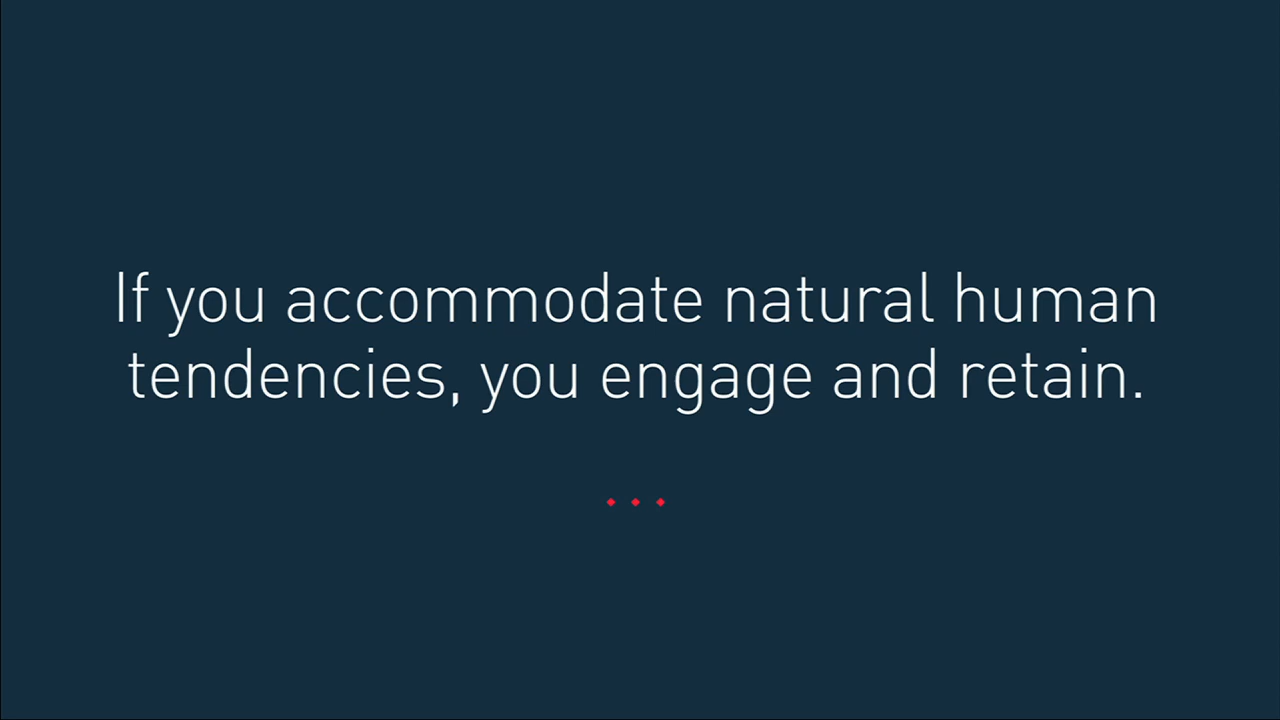 If you accommodate natural human
tendencies, you engage and retain.